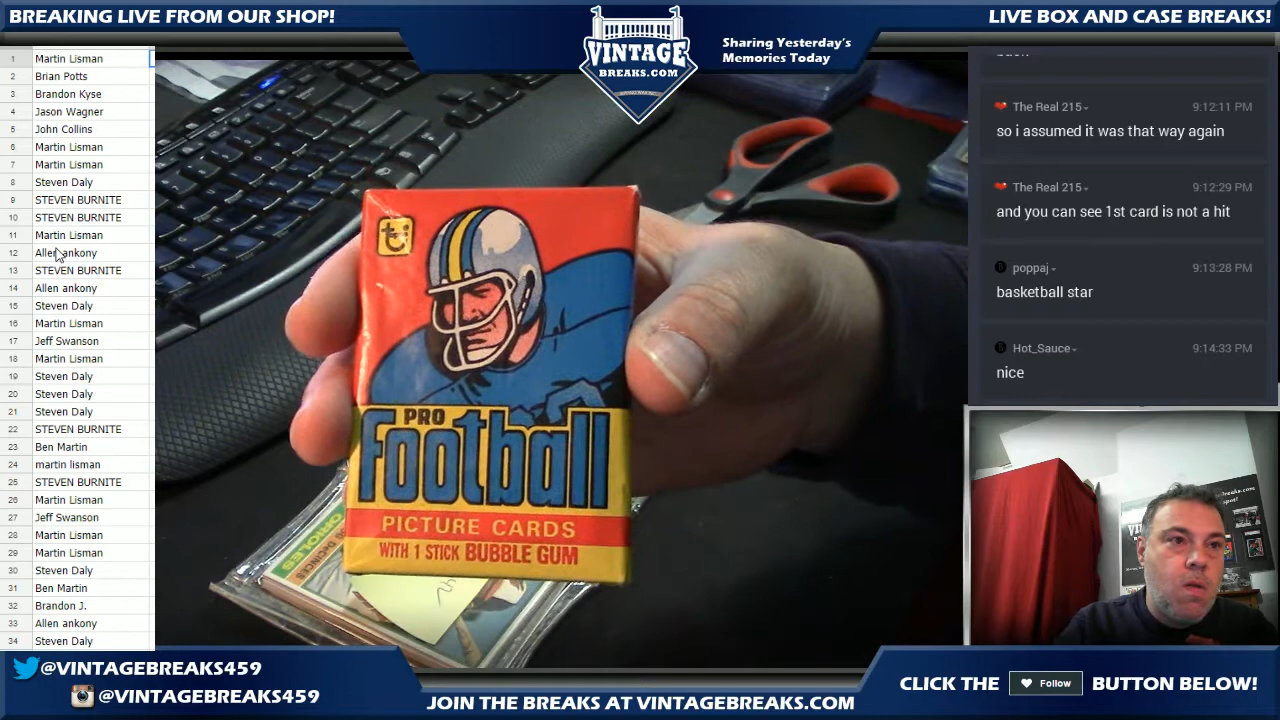 BREAKING LIVE FROM OUR SHOP!
LIVE BOX AND CASE BREAKS!
VINTAGE
BREAKS.COM
Sharing Yesterday's
Memories Today
1 Martin Lisman
2 Brian Potts
3 Brandon Kyse
4 Jason Wagner
5 John Collins
6 Martin Lisman
7 Martin Lisman
8 Steven Daly
9 STEVEN BURNITE
10 STEVEN BURNITE
11 Martin Lisman
12 Allen ankony
13 STEVEN BURNITE
14 Allen ankony
15 Steven Daly
16 Martin Lisman
17 Jeff Swanson
18 Martin Lisman
19 Steven Daly
20 Steven Daly
21 Steven Daly
22 STEVEN BURNITE
23 Ben Martin
24 martin lisman
25 STEVEN BURNITE
26 Martin Lisman
27 Jeff Swanson
28 Martin Lisman
29 Martin Lisman
30 Steven Daly
31 Ben Martin
32 Brandon J.
33 Allen ankony
34 Steven Daly
PRO
Football
PICTURE CARDS
WITH 1 STICK BUBBLE GUM
ORIOLES
The Real 215 9:12:11 PM
so i assumed it was that way again
The Real 215 9:12:29 PM
and you can see 1st card is not a hit
poppaj 9:13:28 PM
basketball star
Hot_Sauce 9:14:33 PM
nice
@VINTAGEBREAKS459
@VINTAGEBREAKS459
JOIN THE BREAKS AT VINTAGEBREAKS.COM
CLICK THE Follow BUTTON BELOW!